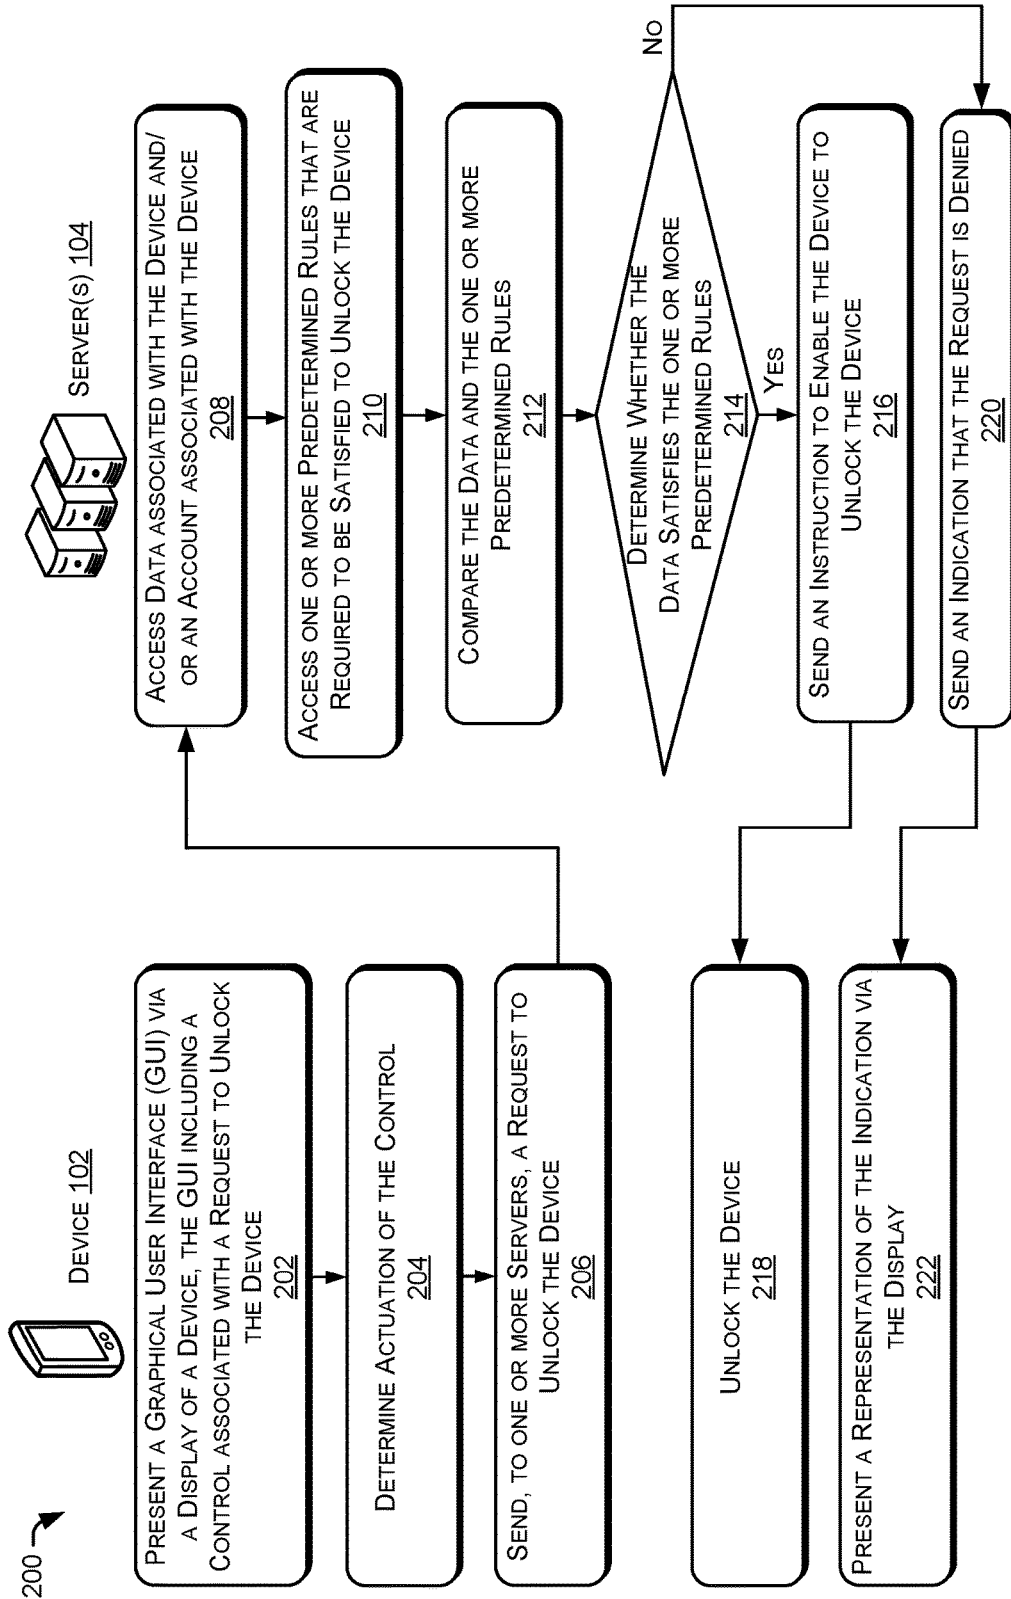 200
DEVICE 102
PRESENT A GRAPHICAL USER INTERFACE (GUI) VIA
A DISPLAY OF A DEVICE, THE GUI INCLUDING A
CONTROL ASSOCIATED WITH A REQUEST TO UNLOCK
THE DEVICE
202
DETERMINE ACTUATION OF THE CONTROL
204
SEND, TO ONE OR MORE SERVERS, A REQUEST TO
UNLOCK THE DEVICE
206
UNLOCK THE DEVICE
218
PRESENT A REPRESENTATION OF THE INDICATION VIA
THE DISPLAY
222
SERVER(S) 104
ACCESS DATA ASSOCIATED WITH THE DEVICE AND/
OR AN ACCOUNT ASSOCIATED WITH THE DEVICE
208
ACCESS ONE OR MORE PREDETERMINED RULES THAT ARE
REQUIRED TO BE SATISFIED TO UNLOCK THE DEVICE
210
COMPARE THE DATA AND THE ONE OR MORE
PREDETERMINED RULES
212
DETERMINE WHETHER THE
DATA SATISFIES THE ONE OR MORE
PREDETERMINED RULES
214
NO
YES
SEND AN INSTRUCTION TO ENABLE THE DEVICE TO
UNLOCK THE DEVICE
216
SEND AN INDICATION THAT THE REQUEST IS DENIED
220